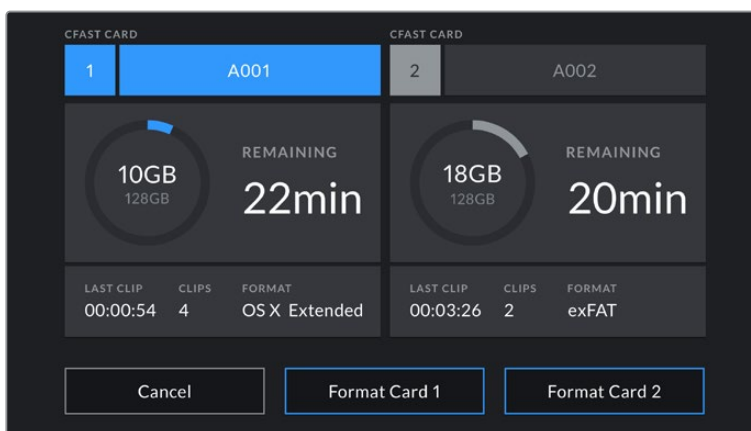 CFAST CARD
1 A001
10GB
128GB
REMAINING
22min
LAST CLIP CLIPS FORMAT
00:00:54 4 OS X Extended
CFAST CARD
2 A002
18GB
128GB
REMAINING
20min
LAST CLIP CLIPS FORMAT
00:03:26 2 exFAT
Cancel
Format Card 1
Format Card 2